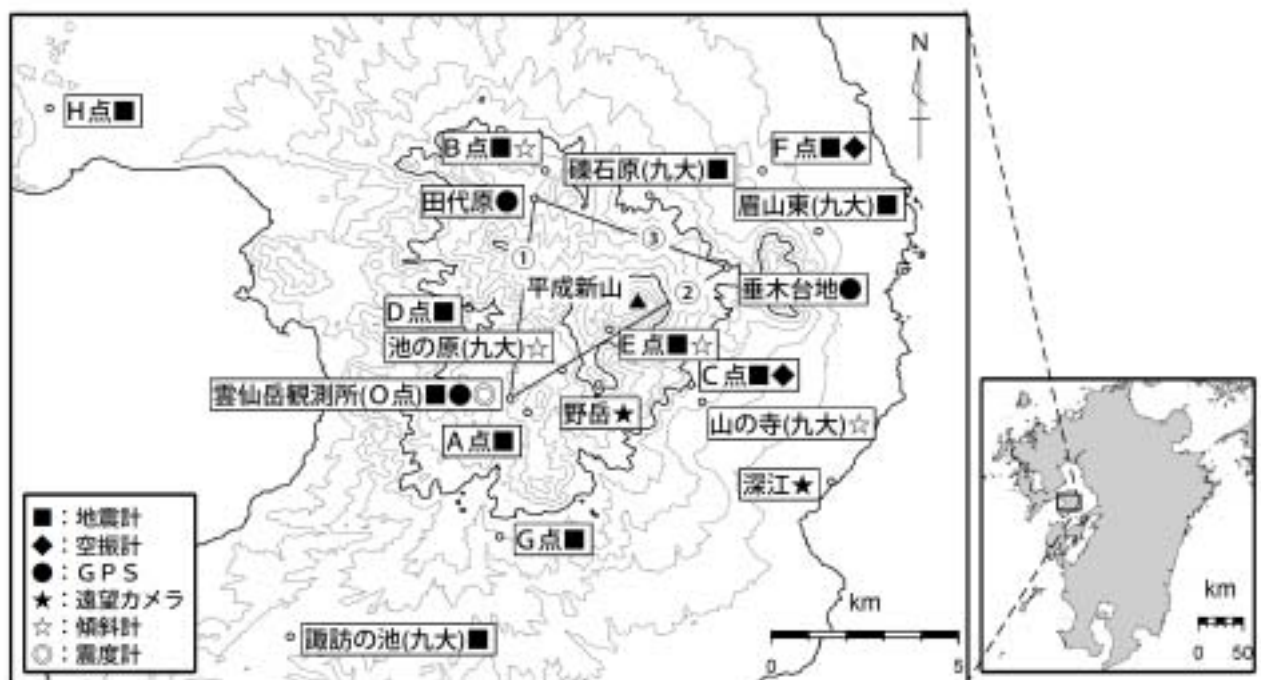 N
H点■
B点■☆
F点■◆
礫石原(九大)■
田代原●
眉山東(九大)■
③
①
平成新山
②
垂木台地●
D点■
池の原(九大)☆
E点■☆
C点■◆
雲仙岳観測所(O点)■●◎
野岳★
山の寺(九大)☆
A点■
深江★
G点■
諏訪の池(九大)■
■：地震計
◆：空振計
●：ＧＰＳ
★：遠望カメラ
☆：傾斜計
◎：震度計
km
0 5
km
0 50